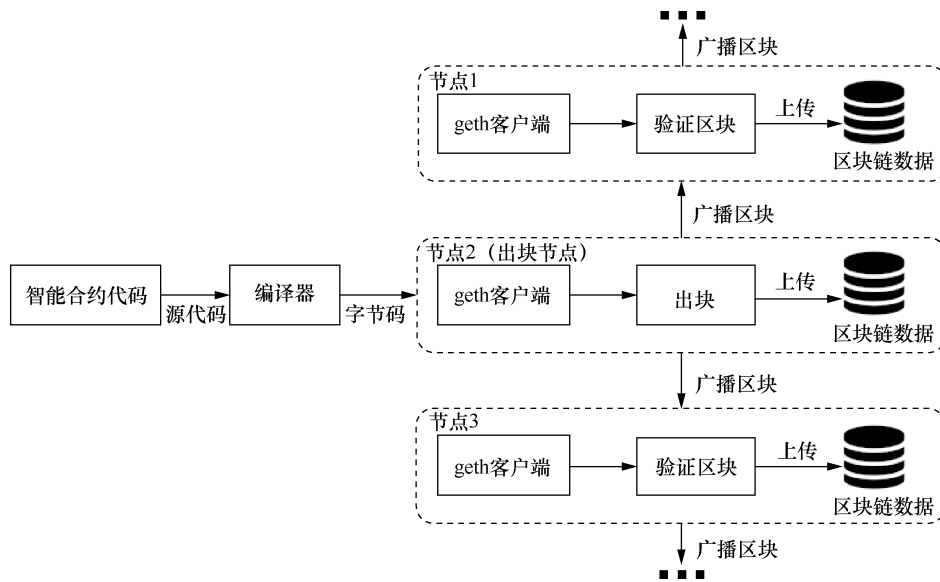 广播区块
节点1
geth客户端
验证区块
上传
区块链数据
广播区块
智能合约代码
源代码
编译器
字节码
节点2（出块节点）
geth客户端
出块
上传
区块链数据
广播区块
节点3
geth客户端
验证区块
上传
区块链数据
广播区块